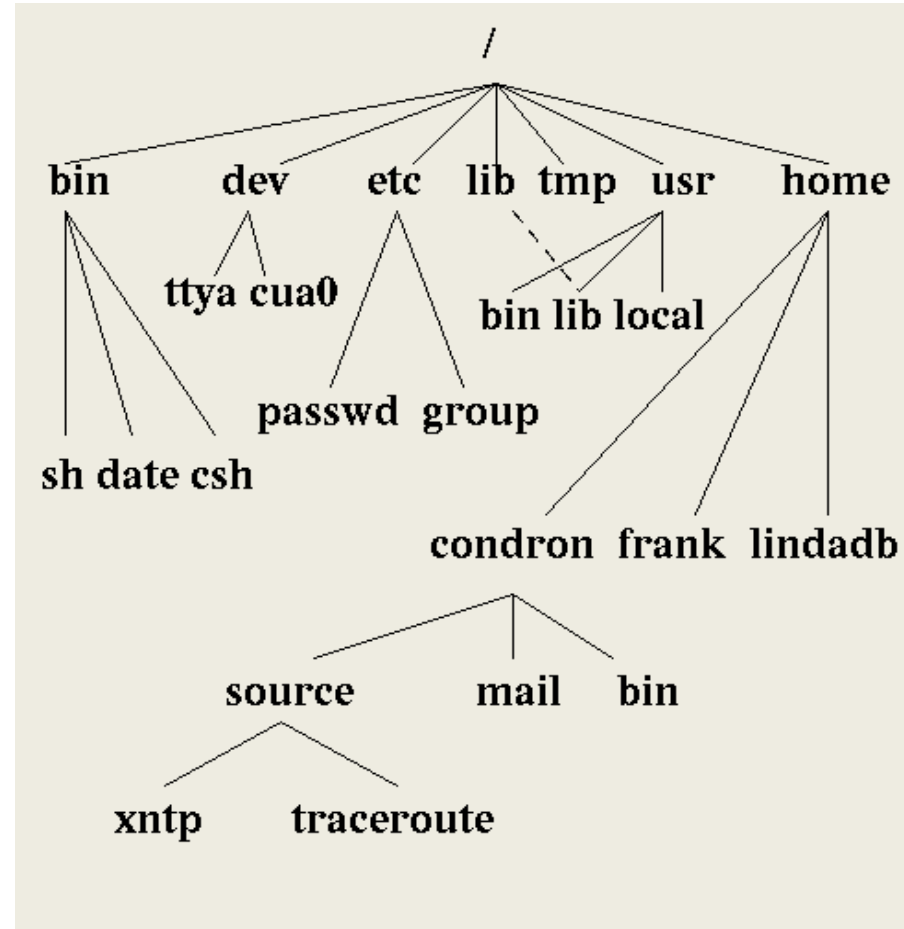 /
bin dev etc lib tmp usr home
ttya cua0
bin lib local
passwd group
sh date csh
condron frank lindadb
source mail bin
xntp traceroute